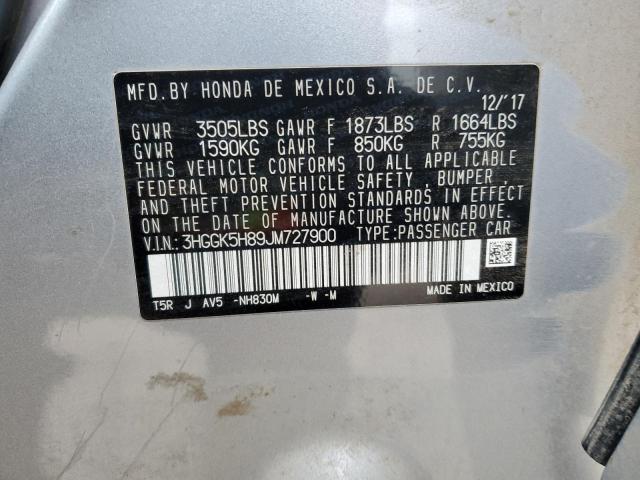 MFD.BY HONDA DE MEXICO S.A. DE C.V.
12/'17
GVWR 3505LBS GAWR F 1873LBS R 1664LBS
GVWR 1590KG GAWR F 850KG R 755KG
THIS VEHICLE CONFORMS TO ALL APPLICABLE
FEDERAL MOTOR VEHICLE SAFETY , BUMPER ,
AND THEFT PREVENTION STANDARDS IN EFFECT
ON THE DATE OF MANUFACTURE SHOWN ABOVE.
V.I.N.: 3HGGK5H89JM727900 TYPE:PASSENGER CAR
T5R J AV5 -NH830M -W -M
MADE IN MEXICO